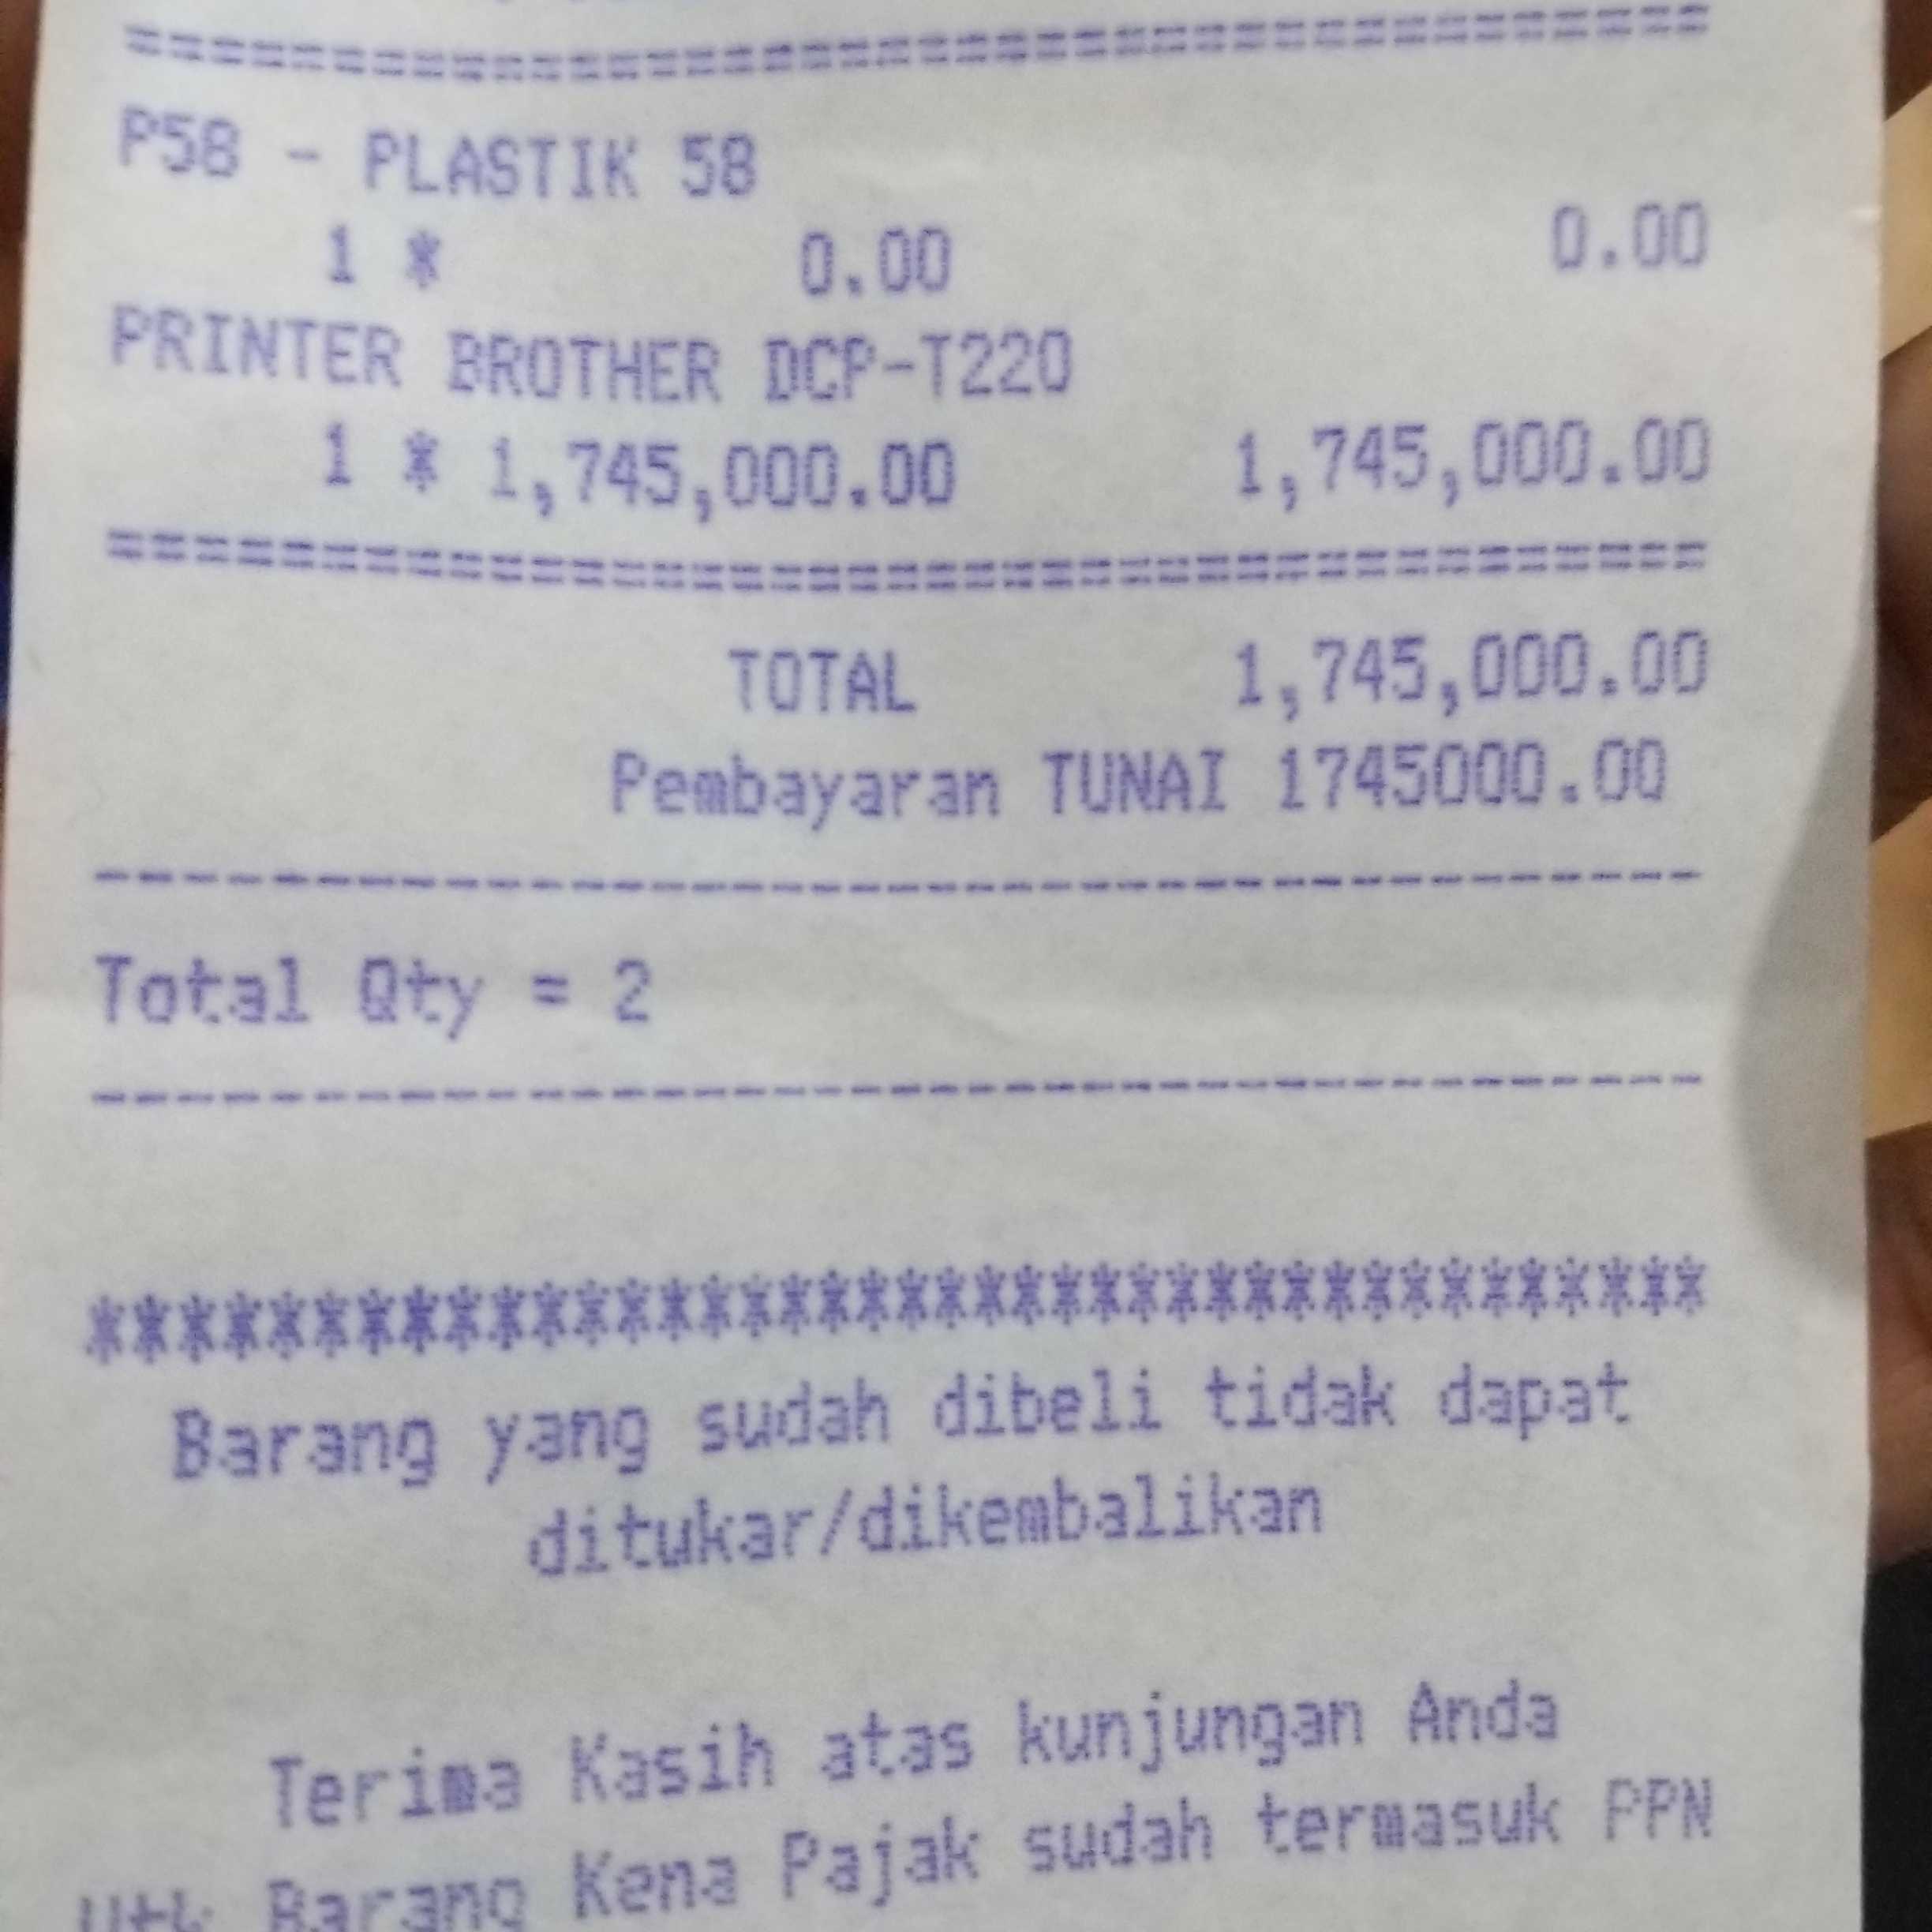 ====================================
P58 - PLASTIK 58
1 * 0.00 0.00
PRINTER BROTHER DCP-T220
1 * 1,745,000.00 1,745,000.00
====================================
TOTAL 1,745,000.00
Pembayaran TUNAI 1745000.00
----------------------------------------
Total Qty = 2
----------------------------------------
****************************************
Barang yang sudah dibeli tidak dapat
ditukar/dikembalikan
Terima Kasih atas kunjungan Anda
Utk Barang Kena Pajak sudah termasuk PPN